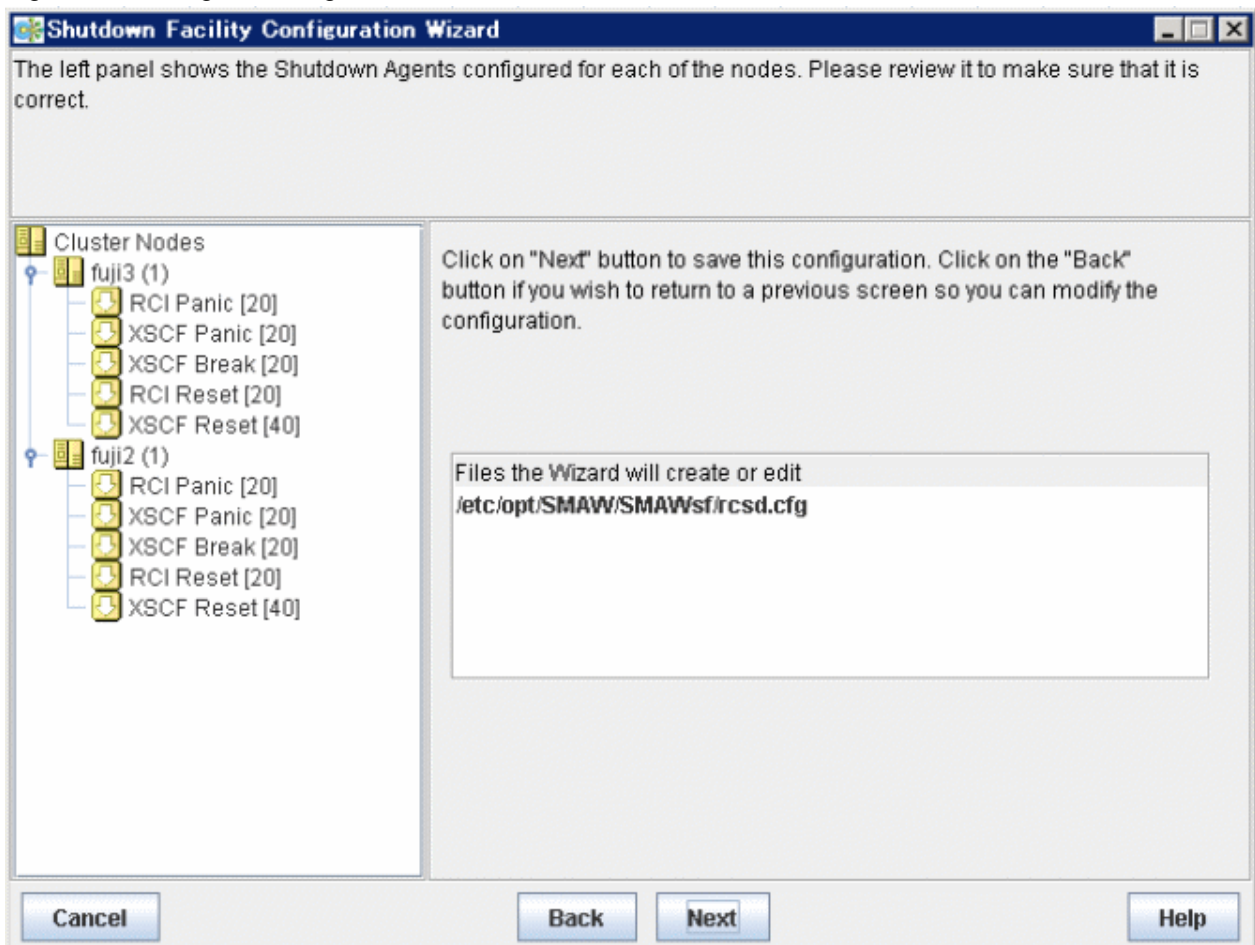 Shutdown Facility Configuration Wizard
The left panel shows the Shutdown Agents configured for each of the nodes. Please review it to make sure that it is
correct.
Cluster Nodes
fuji3 (1)
RCI Panic [20]
XSCF Panic [20]
XSCF Break [20]
RCI Reset [20]
XSCF Reset [40]
fuji2 (1)
RCI Panic [20]
XSCF Panic [20]
XSCF Break [20]
RCI Reset [20]
XSCF Reset [40]
Click on "Next" button to save this configuration. Click on the "Back"
button if you wish to return to a previous screen so you can modify the
configuration.
Files the Wizard will create or edit
/etc/opt/SMAW/SMAWsf/rcsd.cfg
Cancel
Back
Next
Help